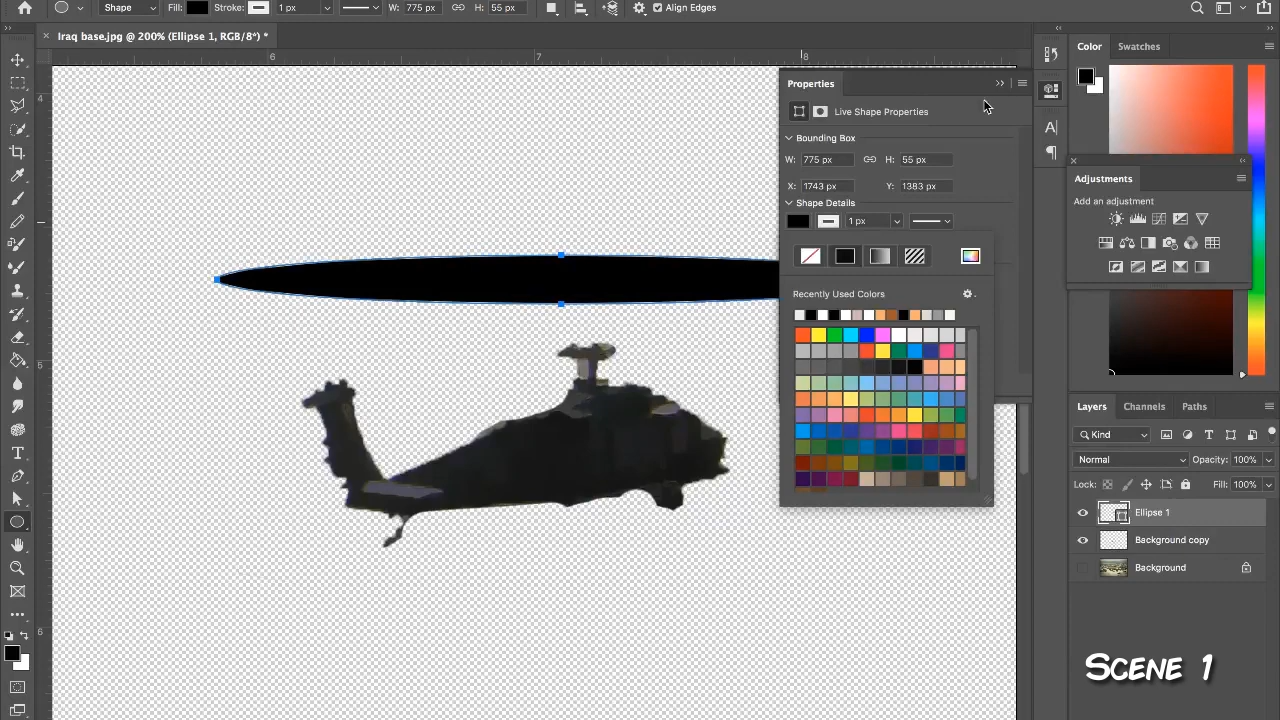 Shape Fill: Stroke: 1 px W: 775 px H: 55 px Align Edges
Iraq base.jpg @ 200% (Ellipse 1, RGB/8*) *
6 7 8
4
5
6
Properties
Live Shape Properties
Bounding Box
W: 775 px H: 55 px
X: 1743 px Y: 1383 px
Shape Details
1 px
Recently Used Colors
Color Swatches
Adjustments
Add an adjustment
Layers Channels Paths
Kind
Normal Opacity: 100%
Lock: Fill: 100%
Ellipse 1
Background copy
Background
Scene 1